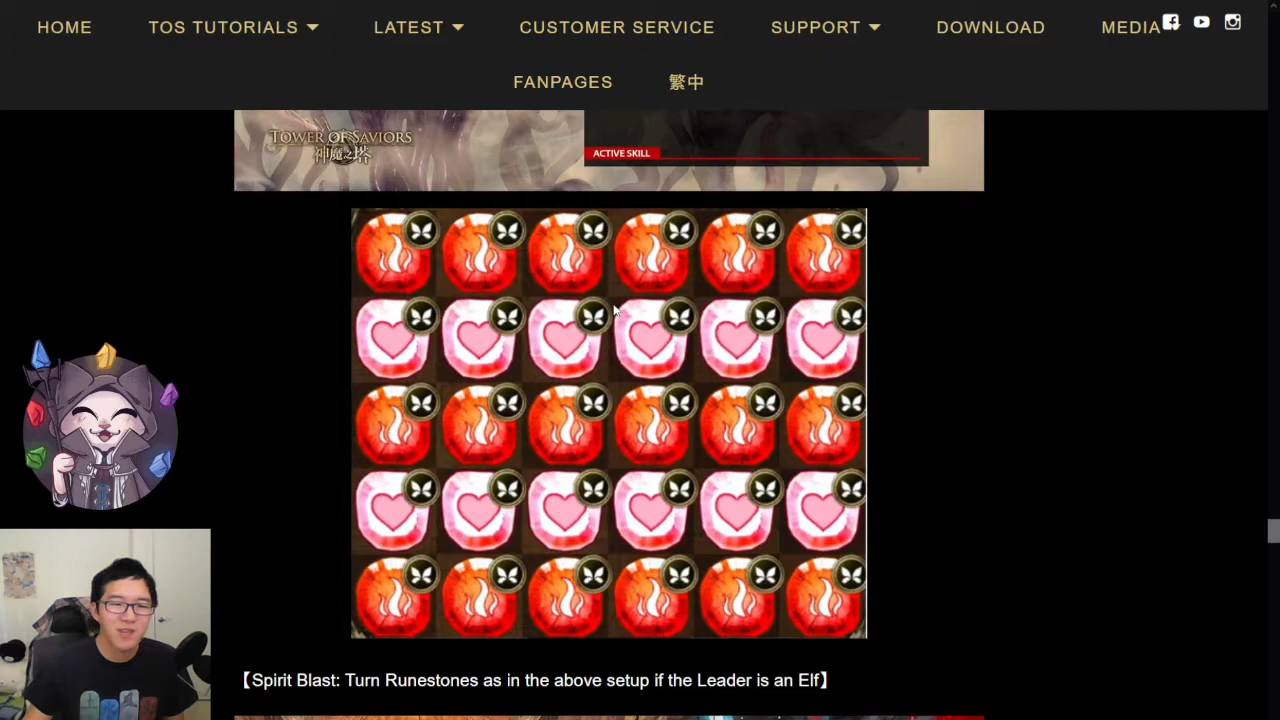 HOME TOS TUTORIALS LATEST CUSTOMER SERVICE SUPPORT DOWNLOAD MEDIA
FANPAGES 繁中
TOWER OF SAVIORS
神魔之塔
ACTIVE SKILL
【Spirit Blast: Turn Runestones as in the above setup if the Leader is an Elf】